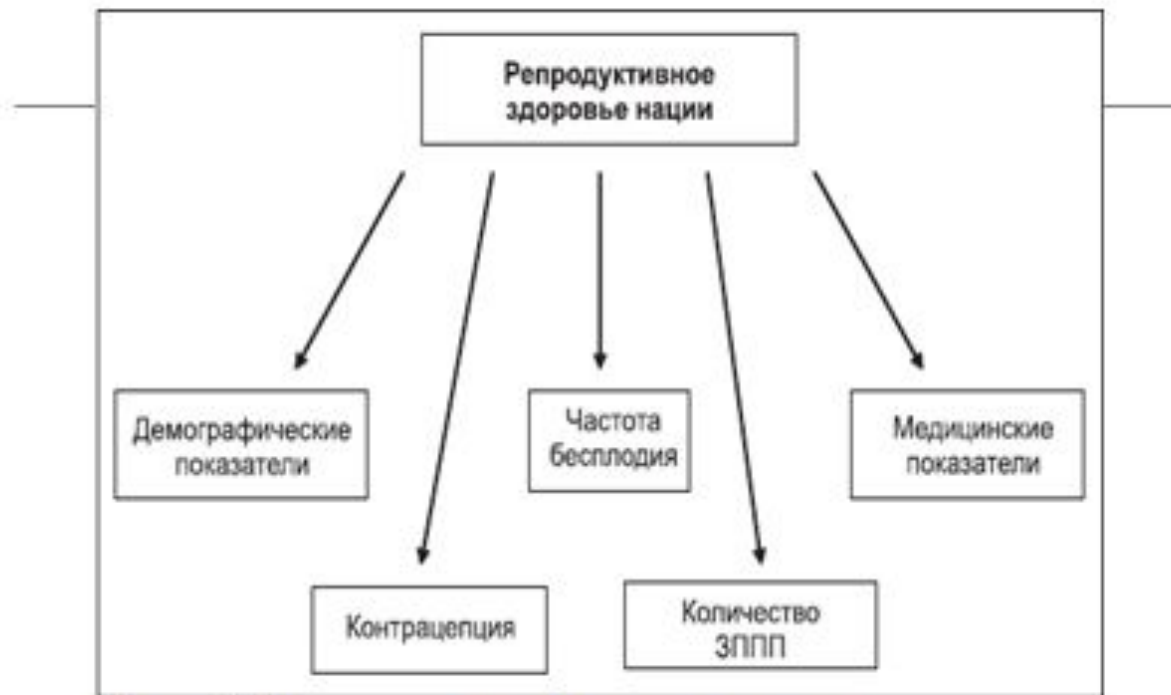 Репродуктивное
здоровье нации
Демографические
показатели
Частота
бесплодия
Медицинские
показатели
Контрацепция
Количество
ЗППП